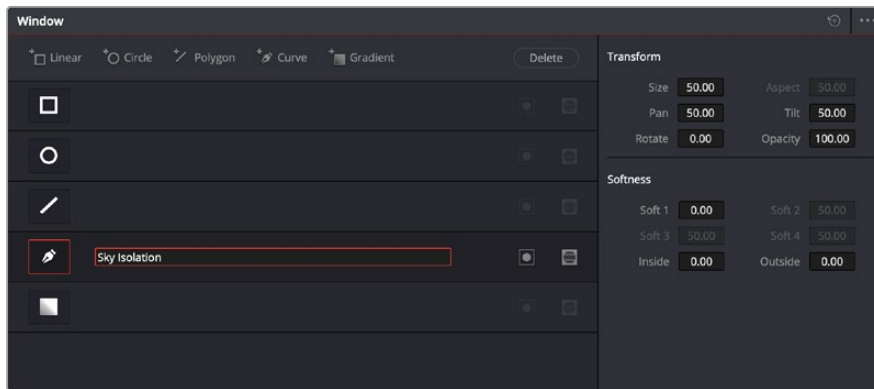 Window
Linear Circle Polygon Curve Gradient Delete
Sky Isolation
Transform
Size 50.00 Aspect 50.00
Pan 50.00 Tilt 50.00
Rotate 0.00 Opacity 100.00
Softness
Soft 1 0.00 Soft 2 50.00
Soft 3 50.00 Soft 4 50.00
Inside 0.00 Outside 0.00